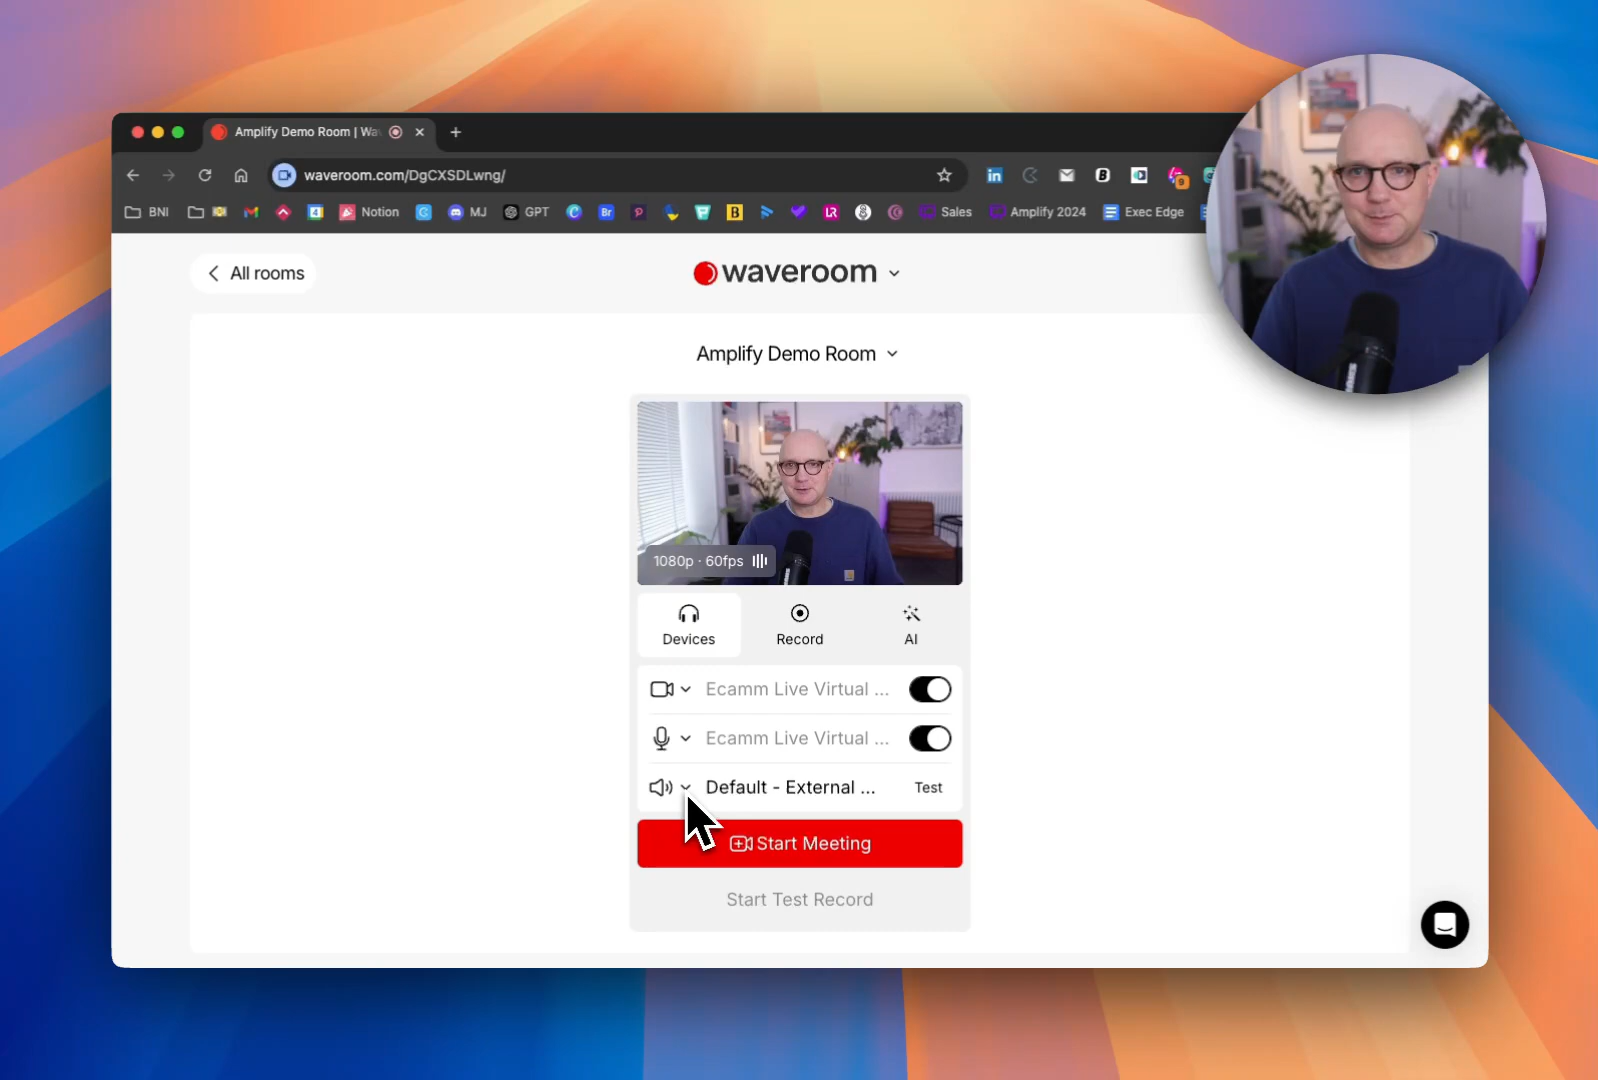 Amplify Demo Room | Wa
waveroom.com/DgCXSDLwng/
BNI
Notion
MJ
GPT
Sales
Amplify 2024
Exec Edge
All rooms
waveroom
Amplify Demo Room
1080p · 60fps
Devices
Record
AI
Ecamm Live Virtual ...
Ecamm Live Virtual ...
Default - External ...
Test
Start Meeting
Start Test Record